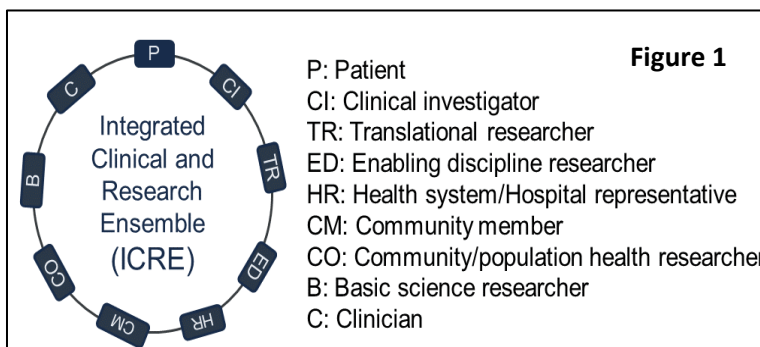 Figure 1
P
CI
TR
ED
HR
CM
CO
B
C
Integrated
Clinical and
Research
Ensemble
(ICRE)
P: Patient
CI: Clinical investigator
TR: Translational researcher
ED: Enabling discipline researcher
HR: Health system/Hospital representative
CM: Community member
CO: Community/population health researcher
B: Basic science researcher
C: Clinician